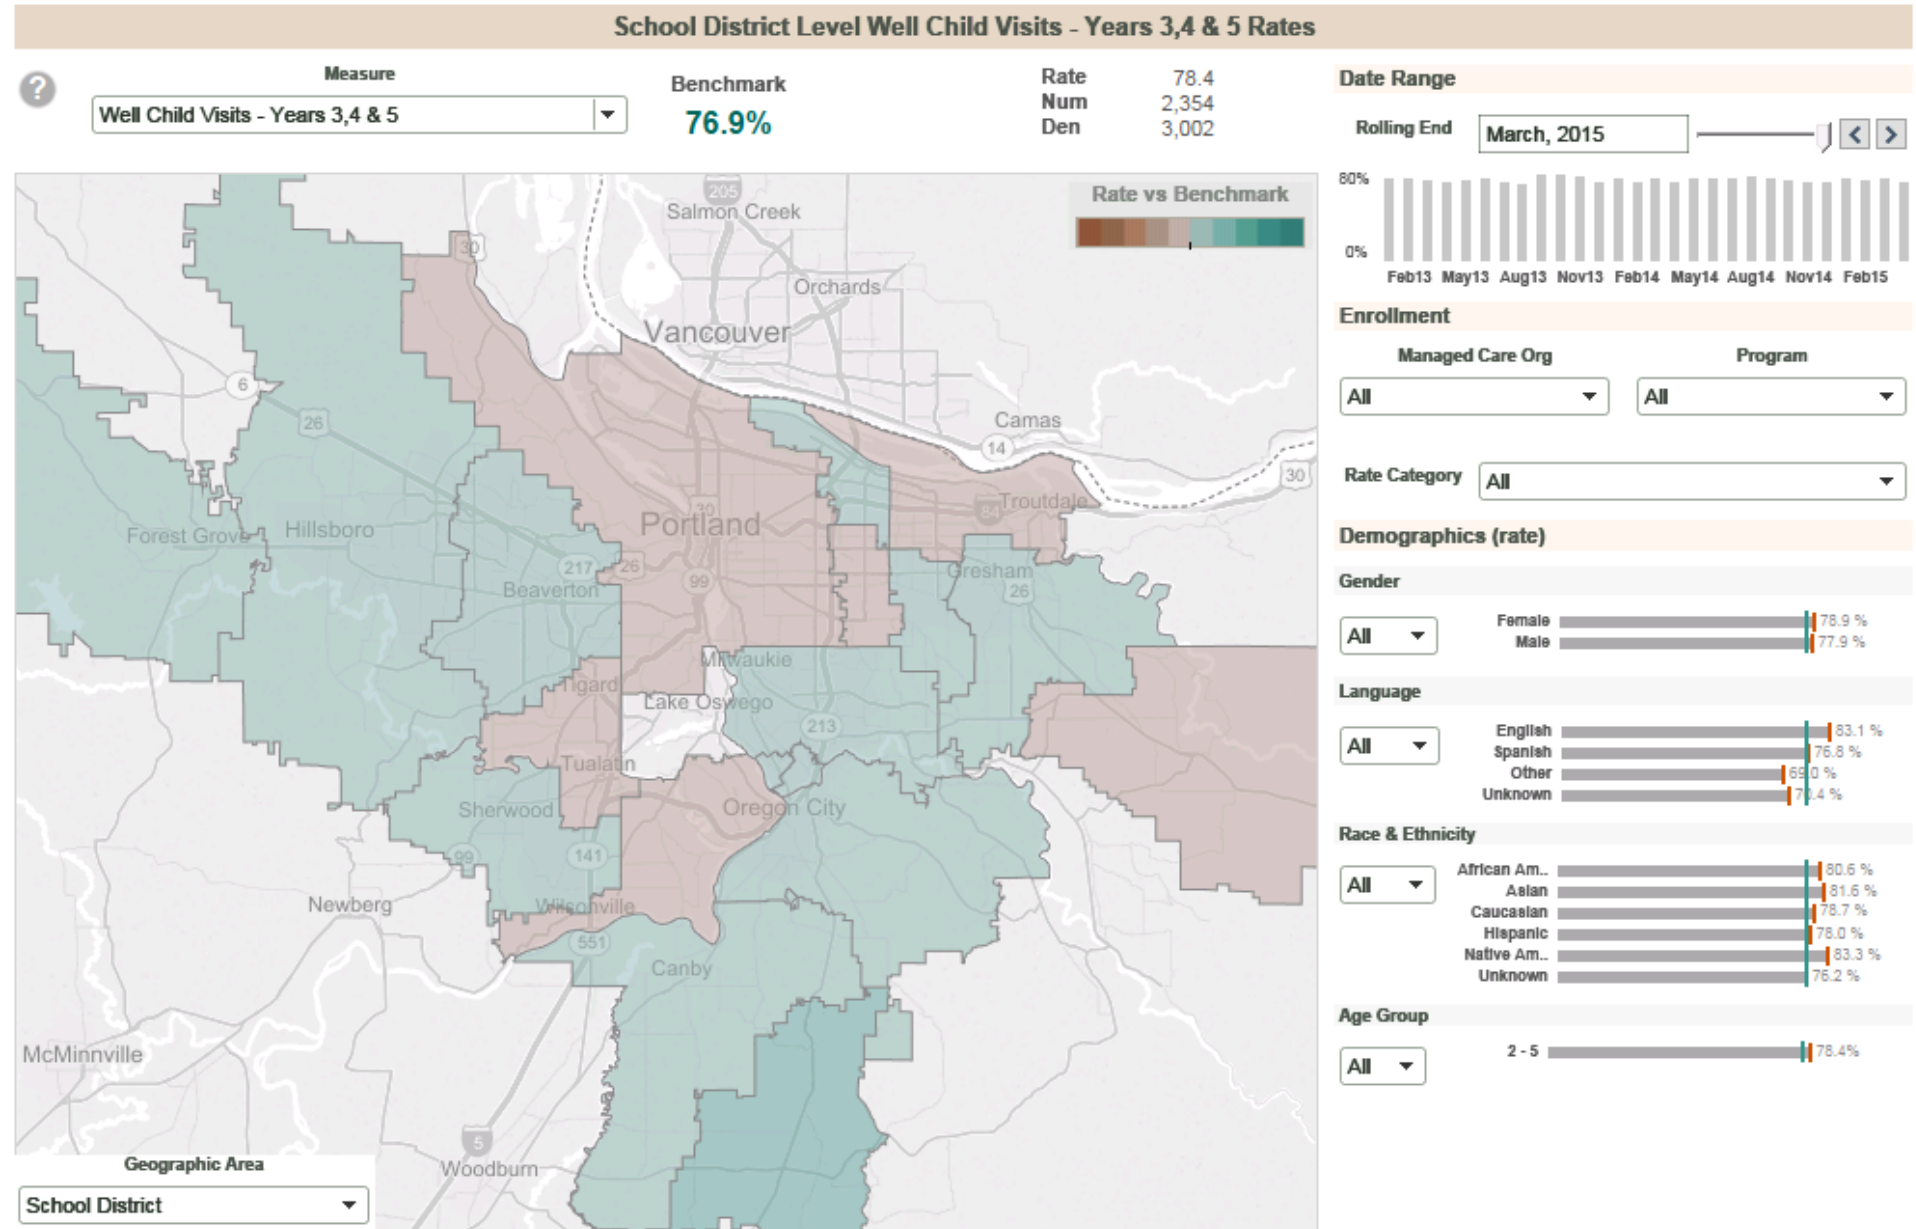 School District Level Well Child Visits - Years 3,4 & 5 Rates
?
Measure
Well Child Visits - Years 3,4 & 5
Benchmark
76.9%
Rate 78.4
Num 2,354
Den 3,002
Date Range
Rolling End March, 2015
< >
80%
0%
Feb13 May13 Aug13 Nov13 Feb14 May14 Aug14 Nov14 Feb15
Enrollment
Managed Care Org Program
All All
Rate Category All
Demographics (rate)
Gender
All
Female 78.9 %
Male 77.9 %
Language
All
English 83.1 %
Spanish 76.8 %
Other 69.0 %
Unknown 70.4 %
Race & Ethnicity
All
African Am.. 80.6 %
Asian 81.6 %
Caucasian 78.7 %
Hispanic 78.0 %
Native Am.. 83.3 %
Unknown 76.2 %
Age Group
All
2 - 5 78.4%
Rate vs Benchmark
205
Salmon Creek
30
Orchards
Vancouver
6
26
Camas
14
30
Troutdale
84
30
Portland
Forest Grove
Hillsboro
217
26
99
Gresham
26
Beaverton
Milwaukie
Tigard
Lake Oswego
213
Tualatin
Sherwood
Oregon City
99
141
Newberg
Wilsonville
551
Canby
McMinnville
5
Woodburn
Geographic Area
School District